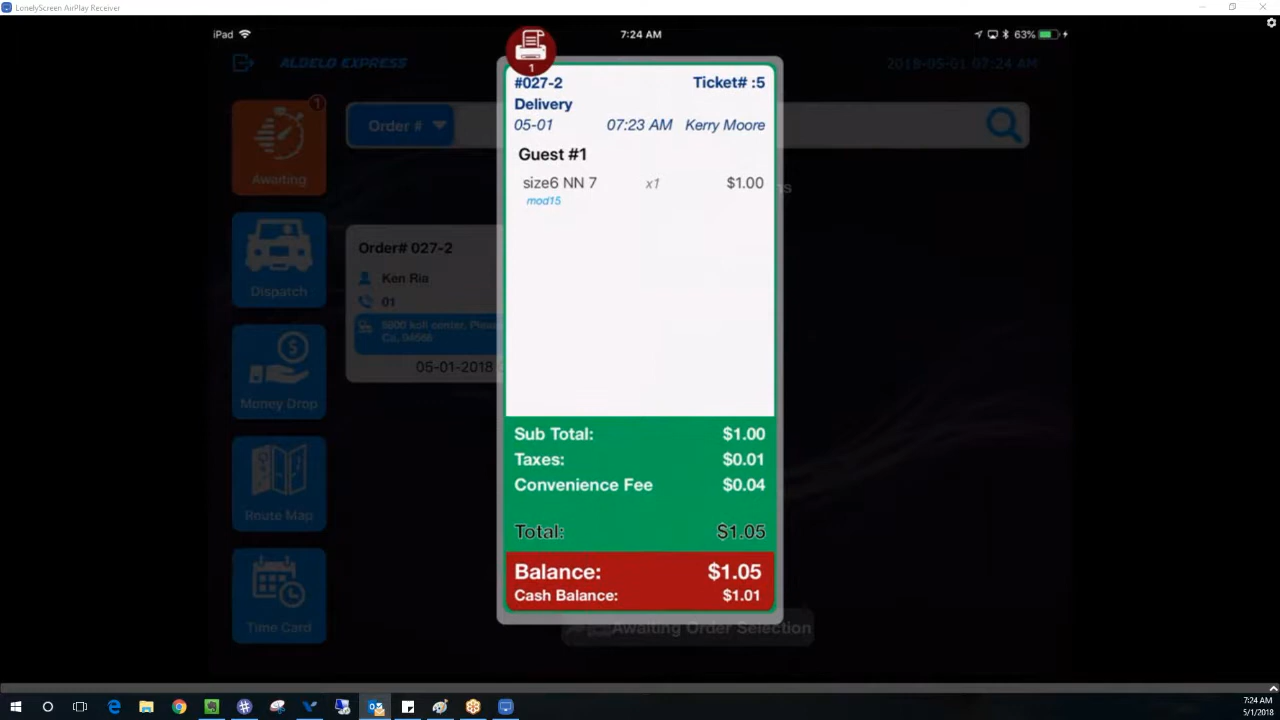 LonelyScreen AirPlay Receiver
iPad 7:24 AM 63%
ALDELO EXPRESS 2018-05-01 07:24 AM
1
#027-2 Ticket# :5
Delivery
05-01 07:23 AM Kerry Moore
Guest #1
size6 NN 7 x1 $1.00
mod15
Sub Total: $1.00
Taxes: $0.01
Convenience Fee $0.04
Total: $1.05
Balance: $1.05
Cash Balance: $1.01
1
Awaiting
Dispatch
Money Drop
Route Map
Time Card
Order #
Order# 027-2
Ken Ria
01
05-01-2018
Awaiting Order Selection
7:24 AM
5/1/2018